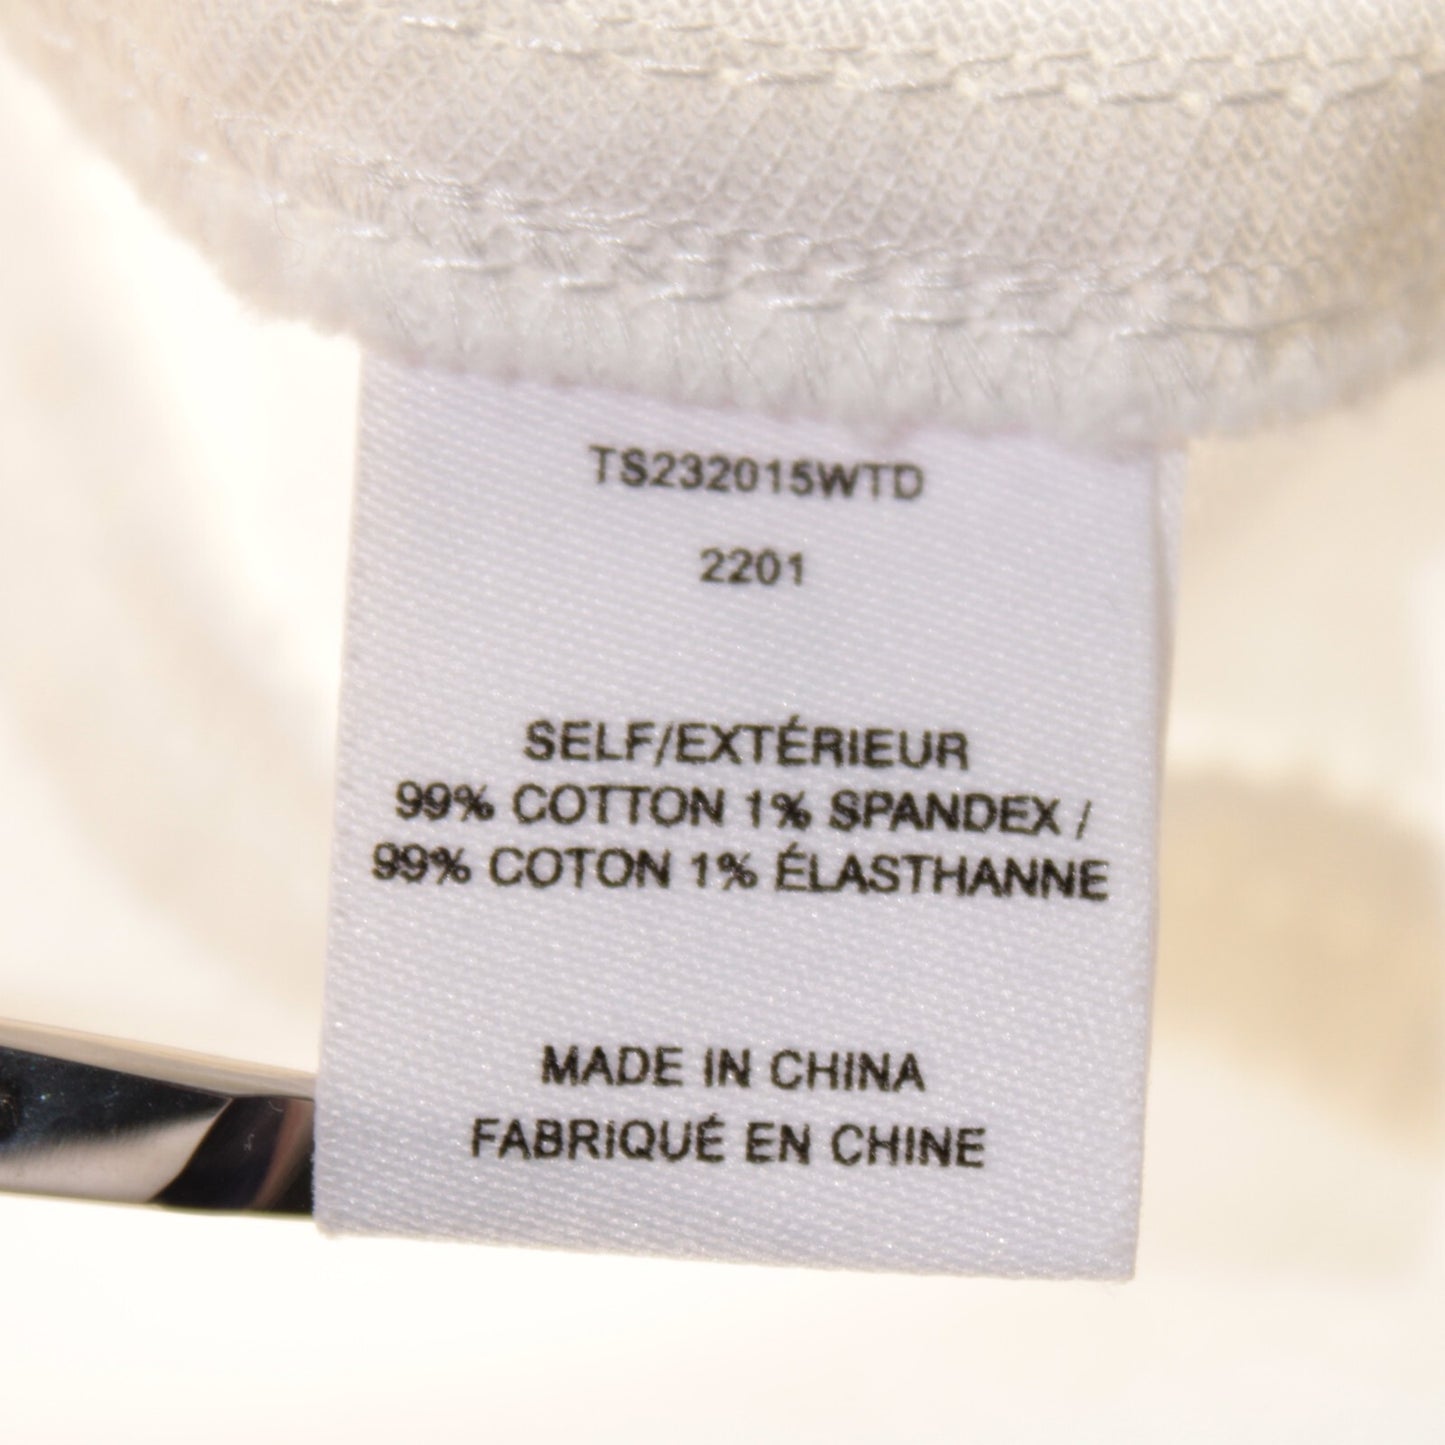 TS232015WTD
2201
SELF/EXTÉRIEUR
99% COTTON 1% SPANDEX /
99% COTON 1% ÉLASTHANNE
MADE IN CHINA
FABRIQUÉ EN CHINE